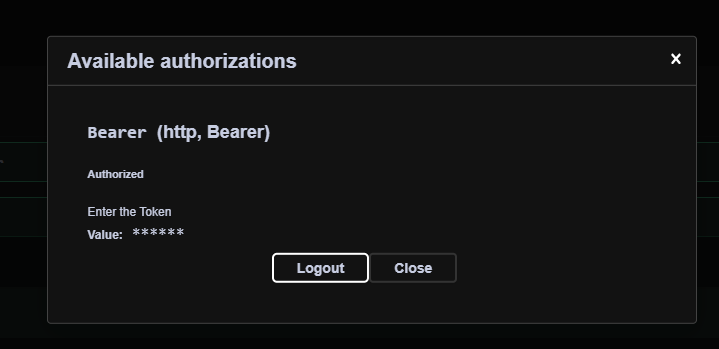 Available authorizations
×
Bearer (http, Bearer)
Authorized
Enter the Token
Value: ******
Logout
Close